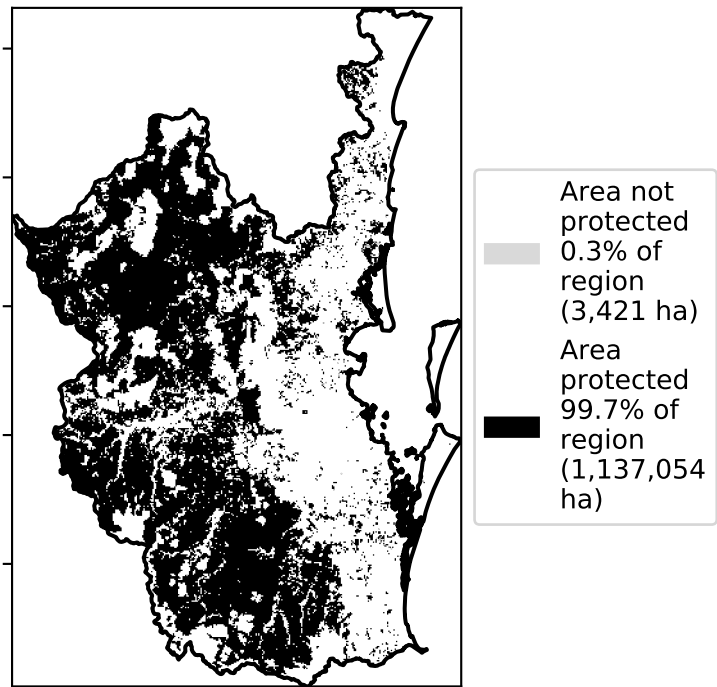 Area not
protected
0.3% of
region
(3,421 ha)
Area
protected
99.7% of
region
(1,137,054
ha)